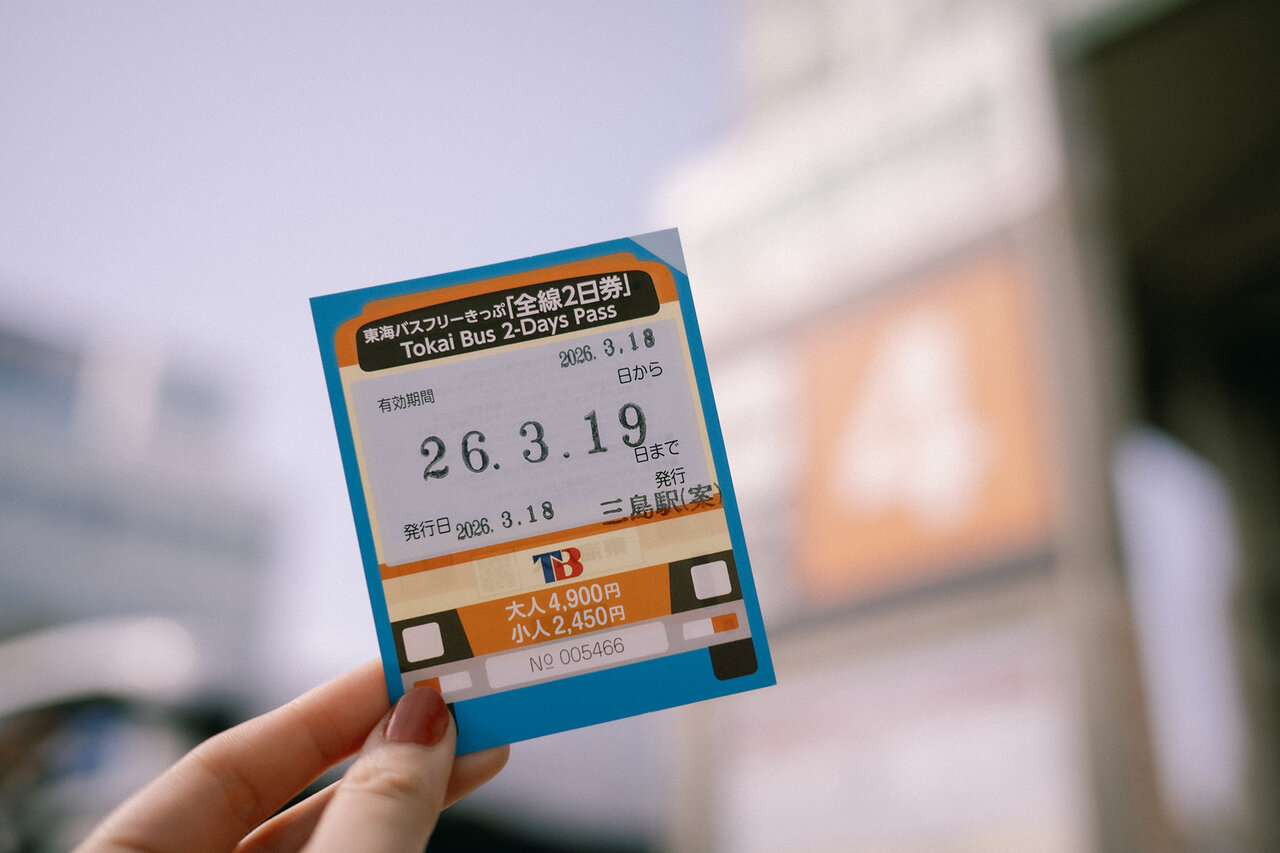 東海バスフリーきっぷ「全線2日券」
Tokai Bus 2-Days Pass
2026.3.18
日から
有効期間
26.3.19
日まで
発行
発行日 2026.3.18 三島駅(案)
TB
大人4,900円
小人2,450円
№ 005466